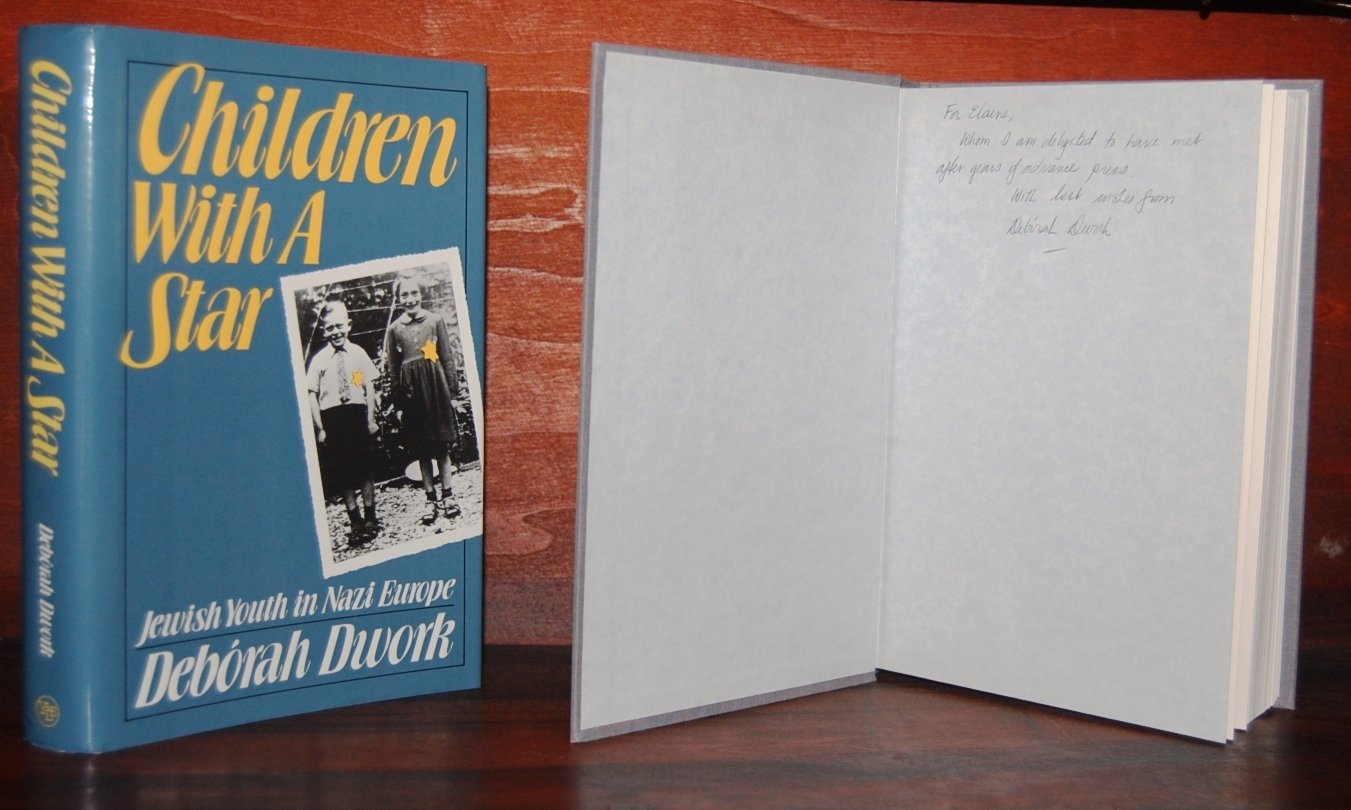 Children With A Star
Debórah Dwork
Children
With A
Star
Jewish Youth in Nazi Europe
Debórah Dwork
For Elaine,
Whom I am delighted to have met
after years of advance press.
With best wishes from
Debórah Dwork